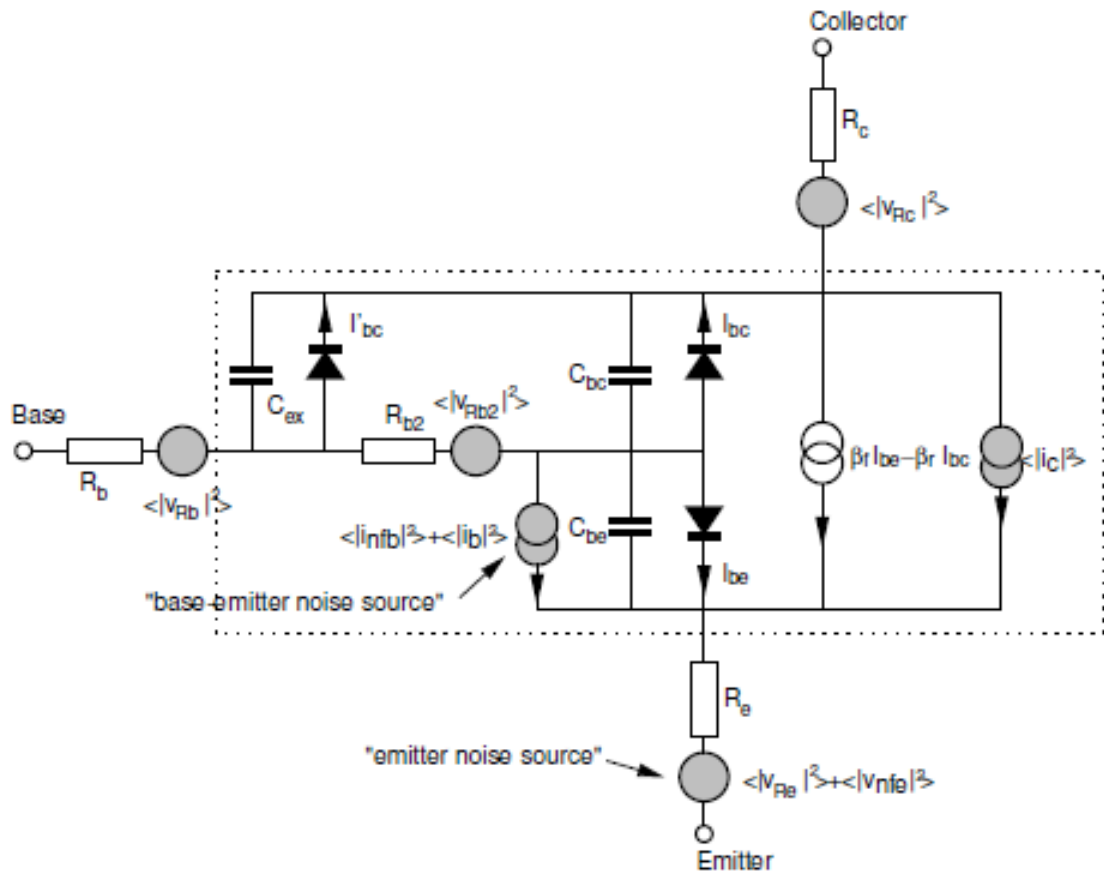 Collector
R_c
<|v_Rc|²>
I'_bc
I_bc
C_bc
C_ex
R_b2
<|v_Rb2|²>
Base
R_b
<|v_Rb|²>
β_f I_be–β_r I_bc
<|i_c|²>
<|i_nfb|²>+<|i_b|²>
C_be
I_be
"base-emitter noise source"
R_e
"emitter noise source"
<|v_Re|²>+<|v_nfe|²>
Emitter